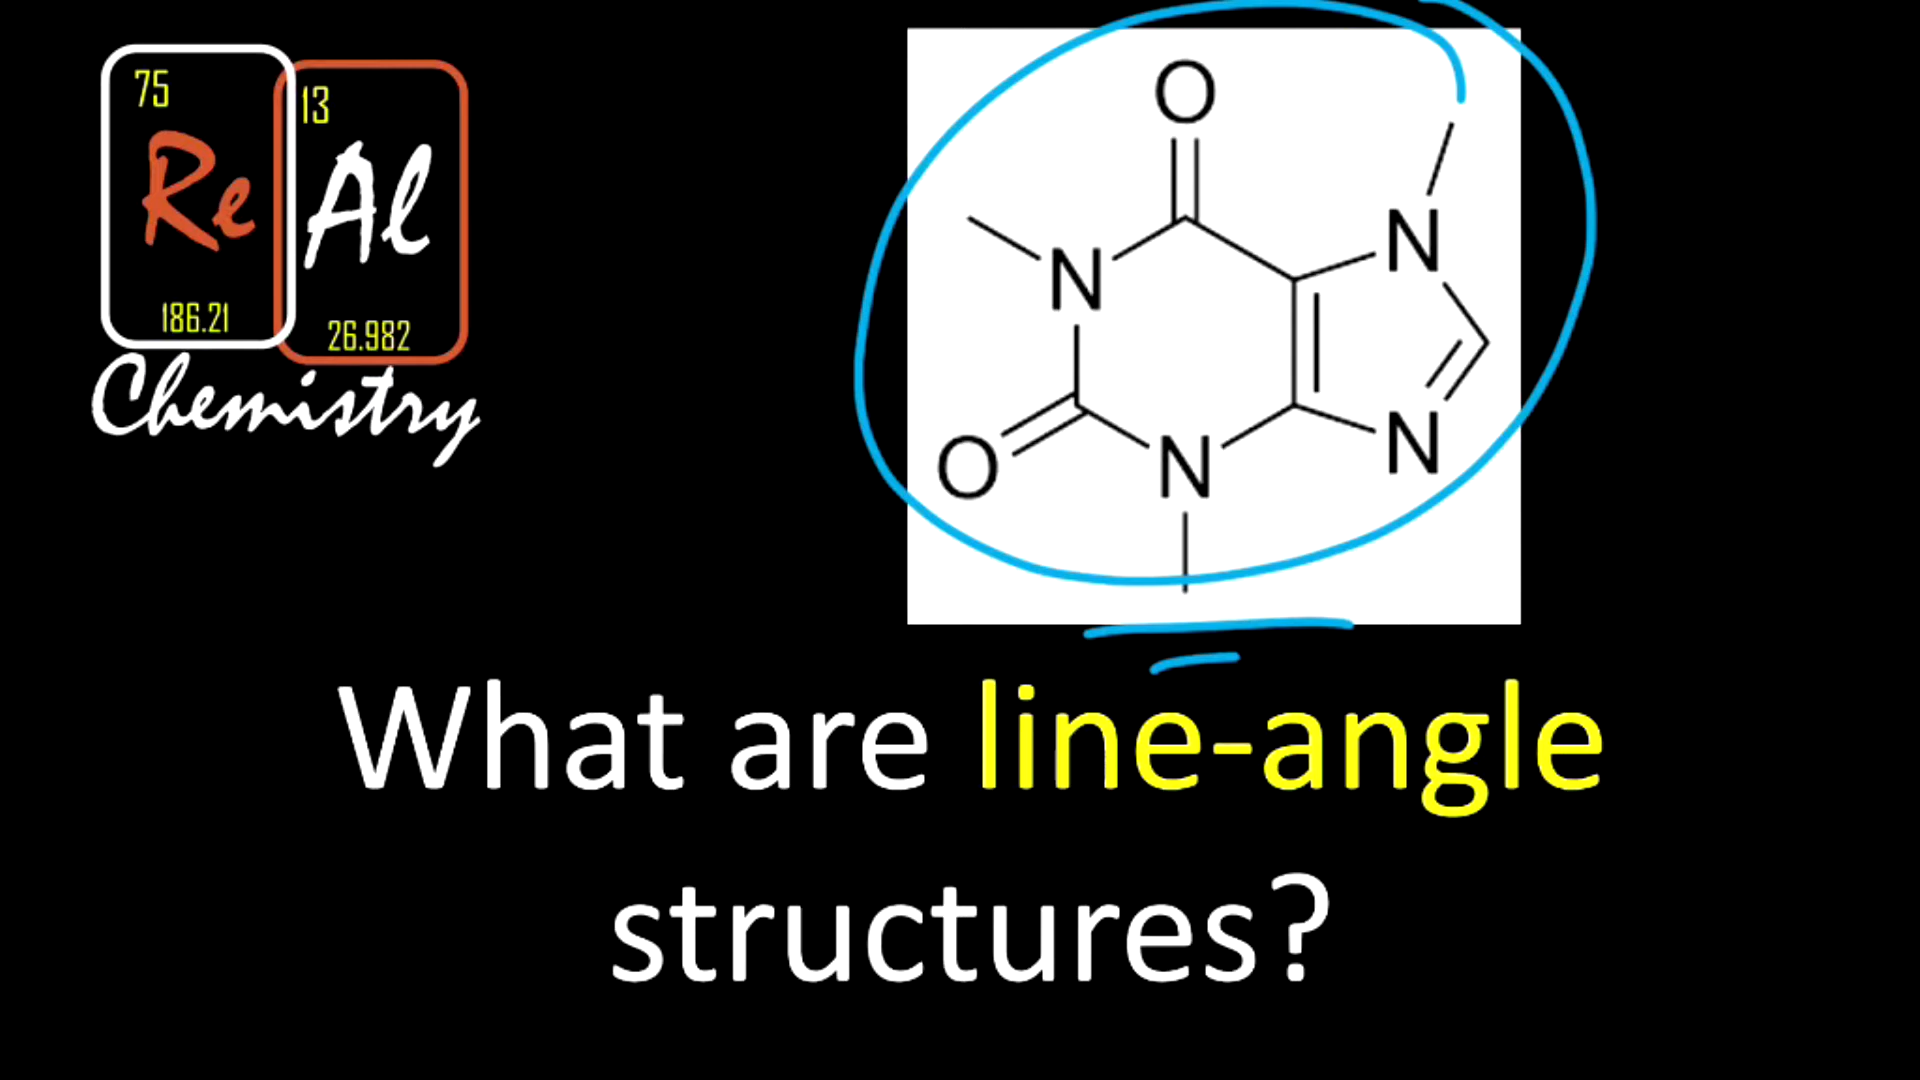 75
Re
186.21
13
Al
26.982
Chemistry
O
N
N
O
N
N
What are line-angle
structures?